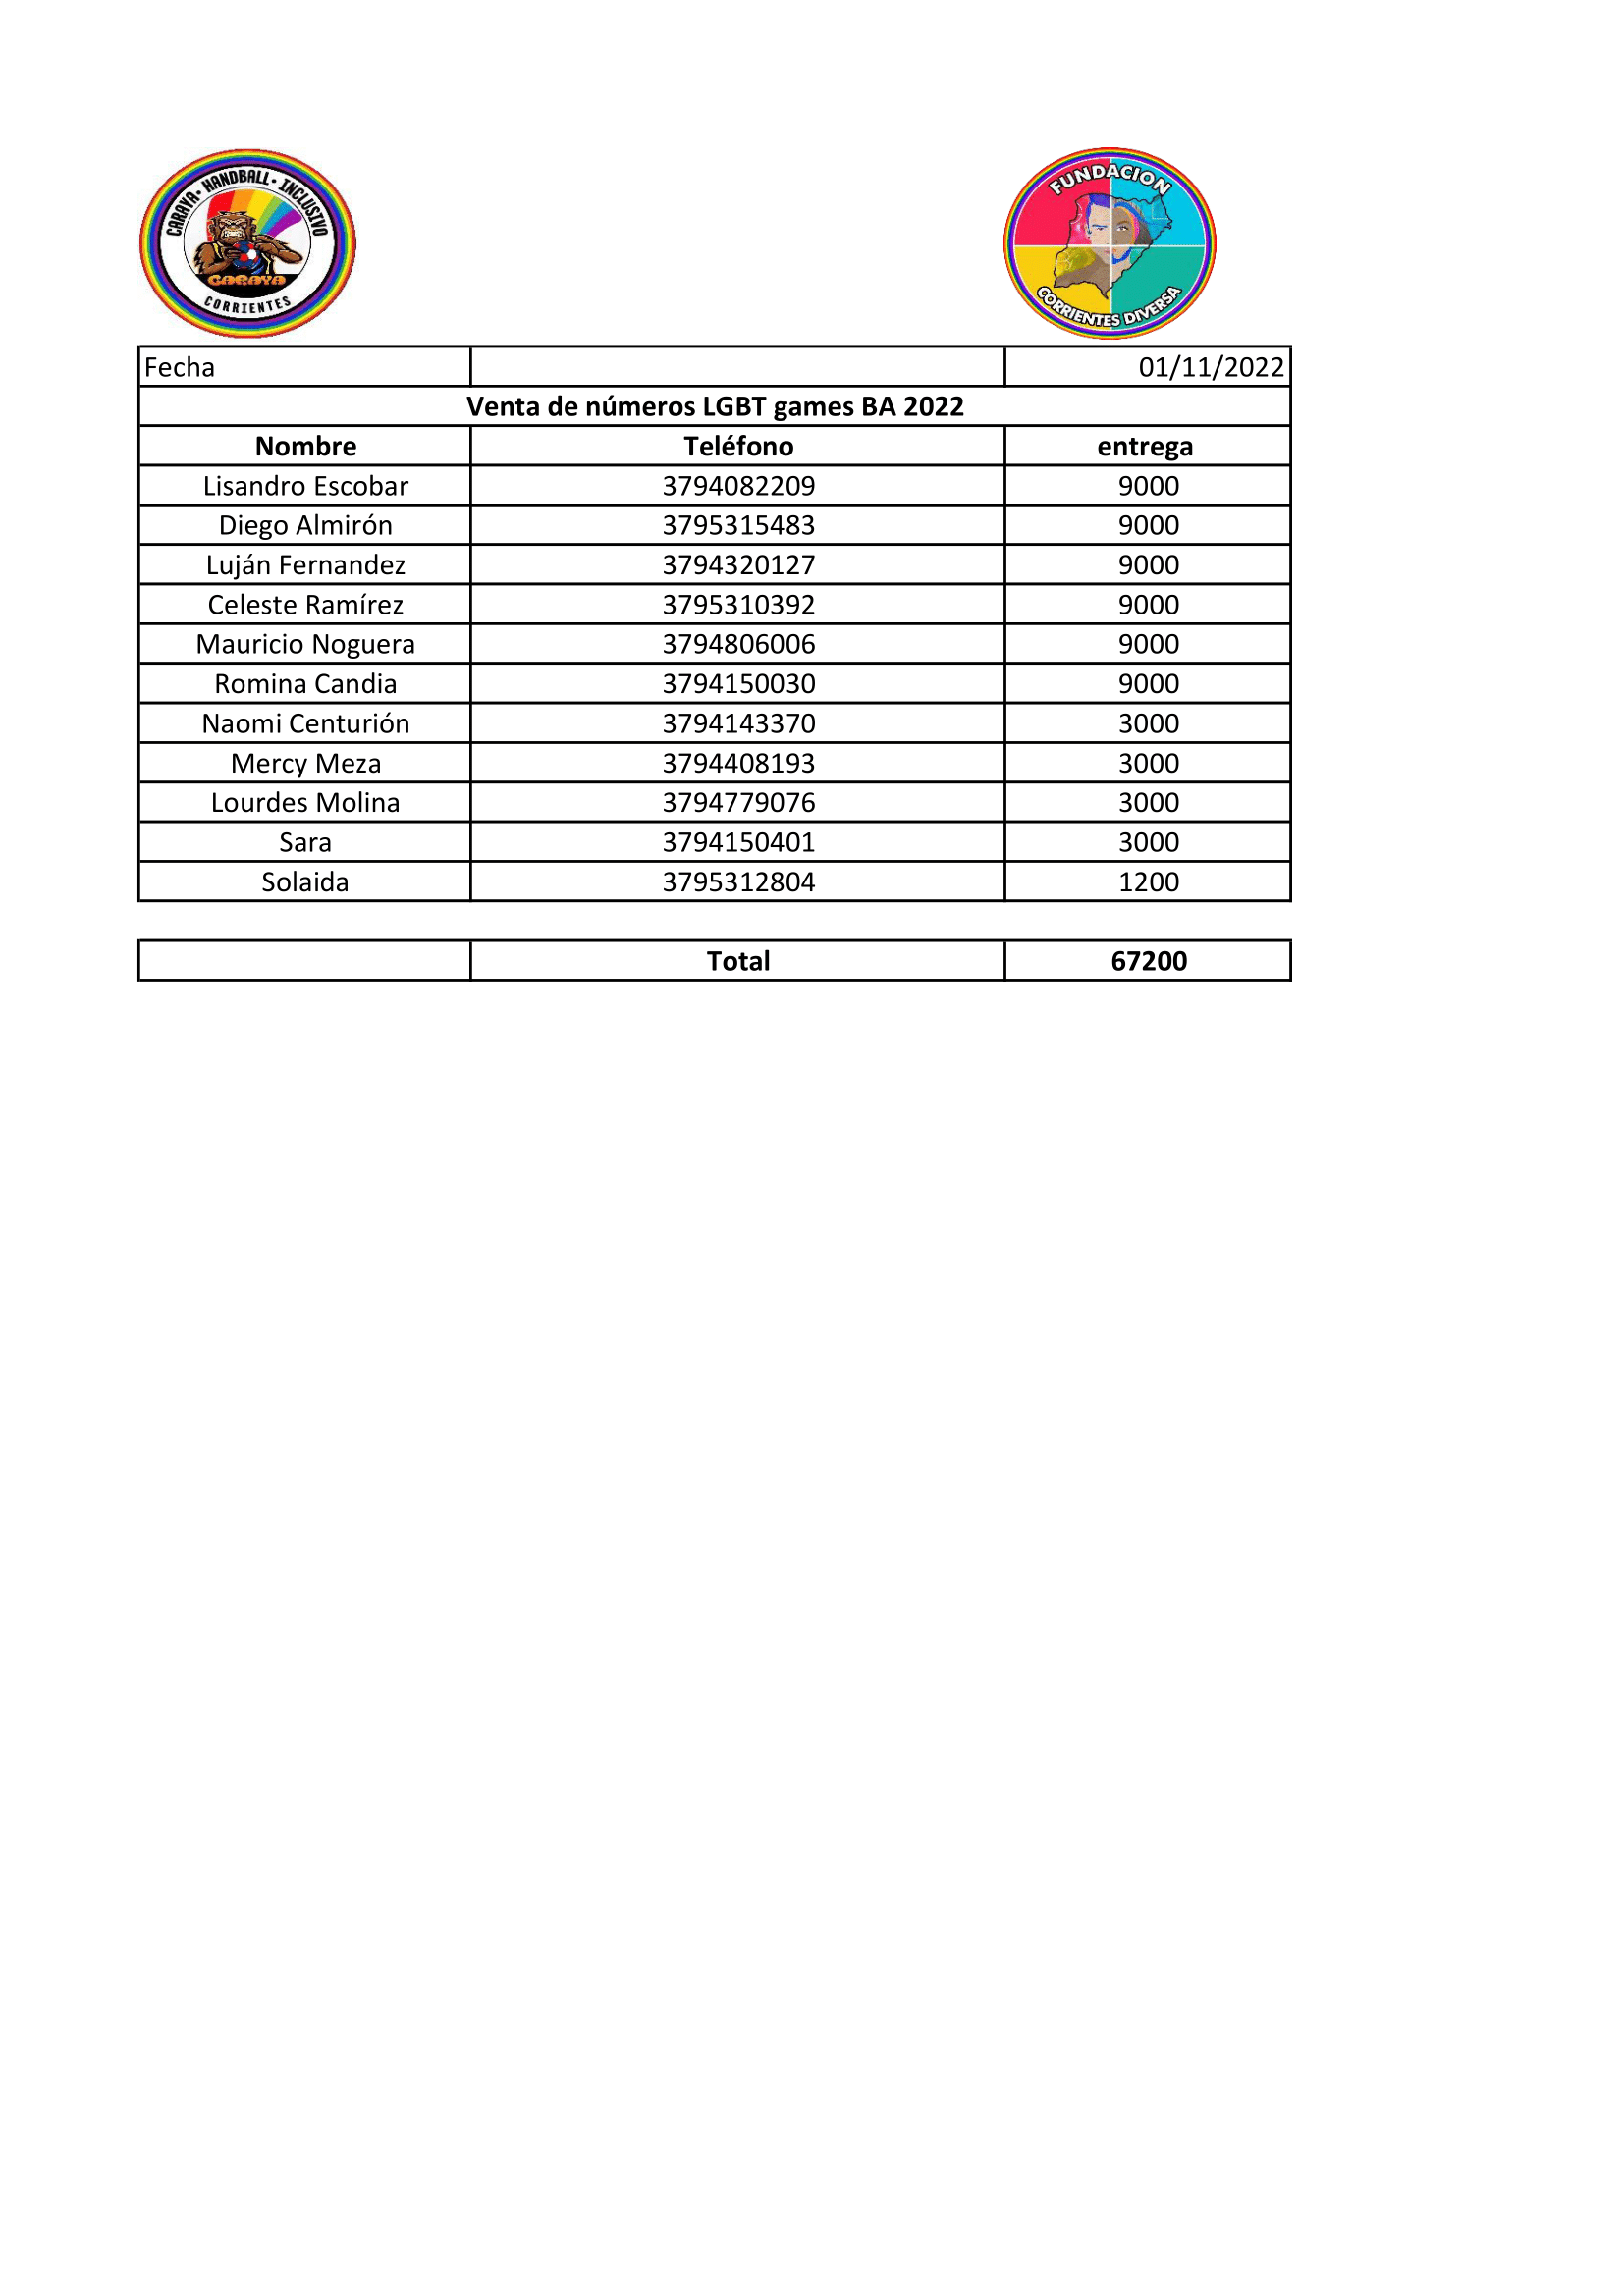 CARAYA • HANDBALL • INCLUSIVO
CARAYA
CORRIENTES
FUNDACION
CORRIENTES DIVERSA
Fecha 01/11/2022
Venta de números LGBT games BA 2022
Nombre Teléfono entrega
Lisandro Escobar 3794082209 9000
Diego Almirón 3795315483 9000
Luján Fernandez 3794320127 9000
Celeste Ramírez 3795310392 9000
Mauricio Noguera 3794806006 9000
Romina Candia 3794150030 9000
Naomi Centurión 3794143370 3000
Mercy Meza 3794408193 3000
Lourdes Molina 3794779076 3000
Sara 3794150401 3000
Solaida 3795312804 1200
Total 67200